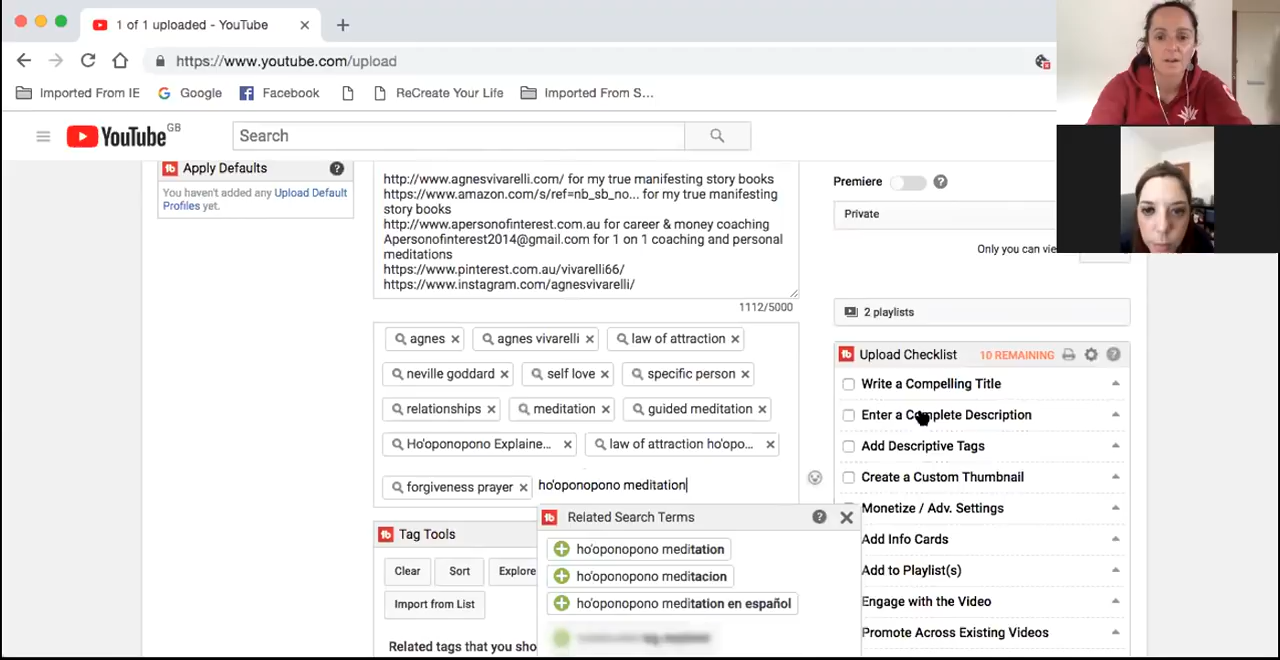 1 of 1 uploaded - YouTube
https://www.youtube.com/upload
Imported From IE
Google
Facebook
ReCreate Your Life
Imported From S...
YouTube GB
Search
Apply Defaults
You haven't added any Upload Default
Profiles yet.
http://www.agnesvivarelli.com/ for my true manifesting story books
https://www.amazon.com/s/ref=nb_sb_no... for my true manifesting
story books
http://www.apersonofinterest.com.au for career & money coaching
Apersonofinterest2014@gmail.com for 1 on 1 coaching and personal
meditations
https://www.pinterest.com.au/vivarelli66/
https://www.instagram.com/agnesvivarelli/
1112/5000
agnes
agnes vivarelli
law of attraction
neville goddard
self love
specific person
relationships
meditation
guided meditation
Ho'oponopono Explaine...
law of attraction ho'opo...
forgiveness prayer
ho'oponopono meditation
Tag Tools
Clear
Sort
Explore
Import from List
Related tags that you sho
Related Search Terms
ho'oponopono meditation
ho'oponopono meditacion
ho'oponopono meditation en español
Premiere
Private
Only you can vie
2 playlists
Upload Checklist
10 REMAINING
Write a Compelling Title
Enter a Complete Description
Add Descriptive Tags
Create a Custom Thumbnail
Monetize / Adv. Settings
Add Info Cards
Add to Playlist(s)
Engage with the Video
Promote Across Existing Videos